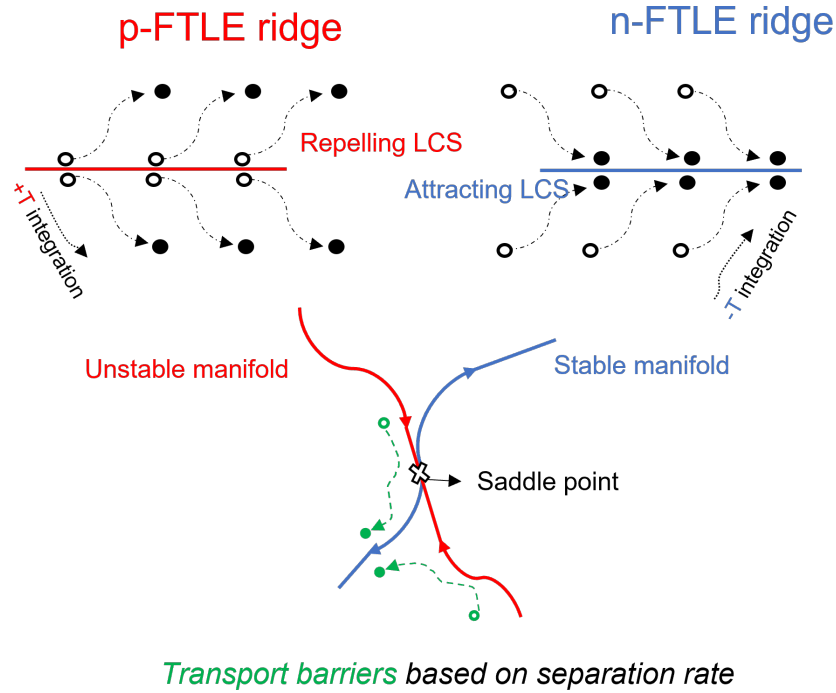 p-FTLE ridge
n-FTLE ridge
Repelling LCS
Attracting LCS
+T integration
-T integration
Unstable manifold
Stable manifold
Saddle point
Transport barriers based on separation rate